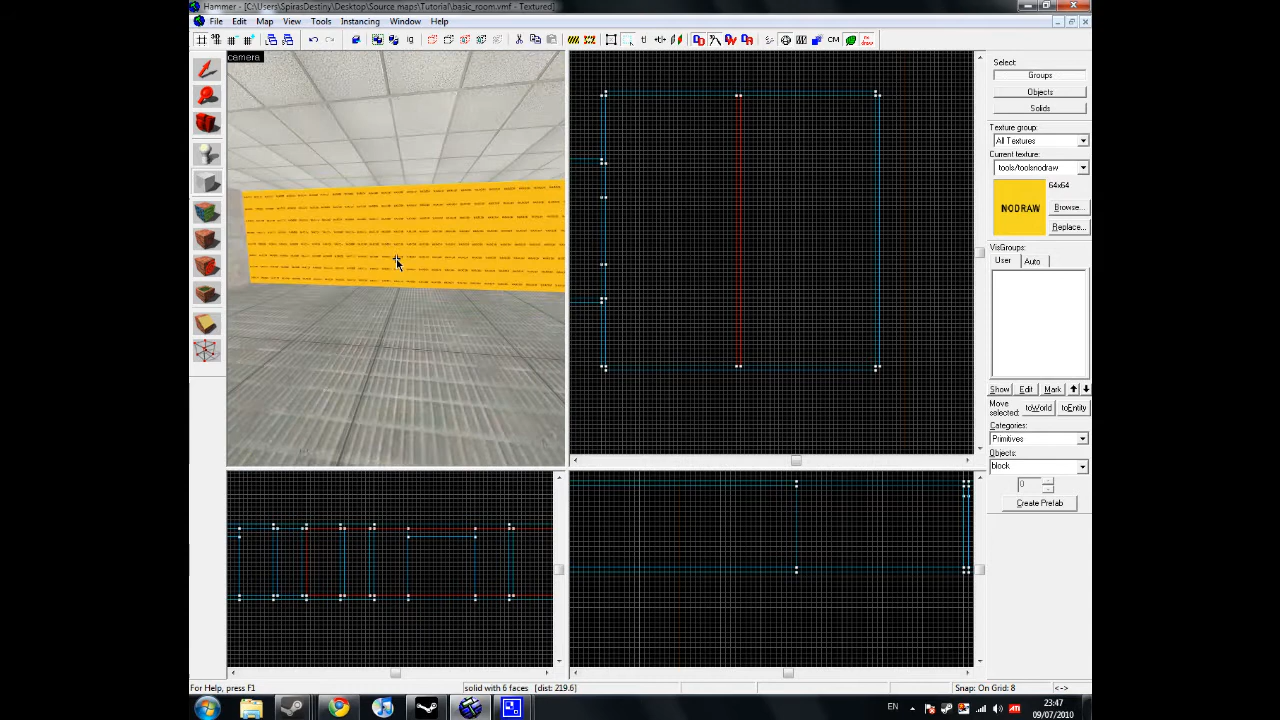 Hammer - [C:\Users\SpirasDestiny\Desktop\Source maps\Tutorial\basic_room.vmf - Textured]
File Edit Map View Tools Instancing Window Help
camera
Select:
Groups
Objects
Solids
Texture group:
All Textures
Current texture:
tools/toolsnodraw
64x64
NODRAW
Browse...
Replace...
VisGroups:
User Auto
Show Edit Mark
Move selected:
toWorld toEntity
Categories:
Primitives
Objects:
block
0
Create Prefab
For Help, press F1
solid with 6 faces [dist: 219.6]
Snap: On Grid: 8
<->
EN
23:47
09/07/2010